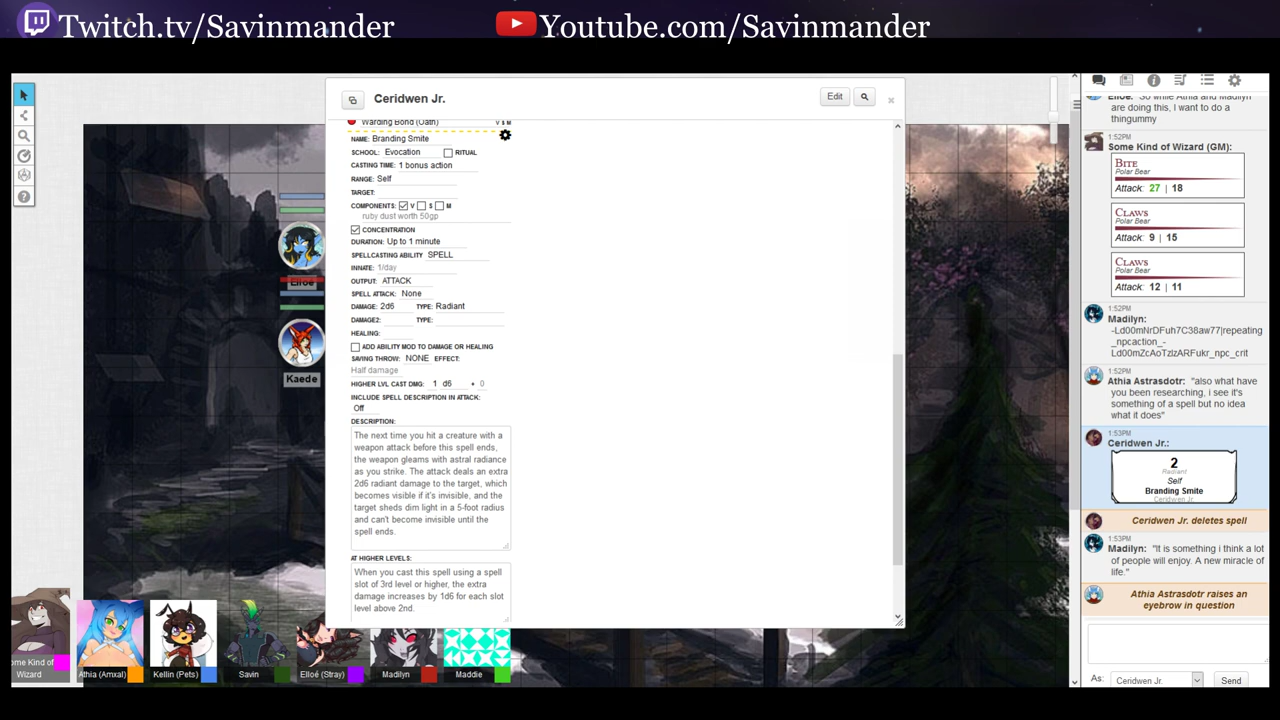 Twitch.tv/Savinmander
Youtube.com/Savinmander
Ceridwen Jr.
Edit
Warding Bond (Oath)
V S M
NAME: Branding Smite
SCHOOL: Evocation RITUAL
CASTING TIME: 1 bonus action
RANGE: Self
TARGET:
COMPONENTS: V S M
ruby dust worth 50gp
CONCENTRATION
DURATION: Up to 1 minute
SPELLCASTING ABILITY SPELL
INNATE: 1/day
OUTPUT: ATTACK
SPELL ATTACK: None
DAMAGE: 2d6 TYPE: Radiant
DAMAGE2: TYPE:
HEALING:
ADD ABILITY MOD TO DAMAGE OR HEALING
SAVING THROW: NONE EFFECT:
Half damage
HIGHER LVL CAST DMG: 1 d6 + 0
INCLUDE SPELL DESCRIPTION IN ATTACK:
Off
DESCRIPTION:
The next time you hit a creature with a
weapon attack before this spell ends,
the weapon gleams with astral radiance
as you strike. The attack deals an extra
2d6 radiant damage to the target, which
becomes visible if it's invisible, and the
target sheds dim light in a 5-foot radius
and can't become invisible until the
spell ends.
AT HIGHER LEVELS:
When you cast this spell using a spell
slot of 3rd level or higher, the extra
damage increases by 1d6 for each slot
level above 2nd.
Elloe
Kaede
ome Kind of
Wizard
Athia (Amxal)
Kellin (Pets)
Savin
Elloé (Stray)
Madilyn
Maddie
Elloe: So while Athia and Madilyn
are doing this, I want to do a
thingummy
1:52PM
Some Kind of Wizard (GM):
BITE
Polar Bear
Attack: 27 | 18
CLAWS
Polar Bear
Attack: 9 | 15
CLAWS
Polar Bear
Attack: 12 | 11
1:52PM
Madilyn:
-Ld00mNrDFuh7C38aw77|repeating
_npcaction_-
Ld00mZcAoTzlzARFukr_npc_crit
1:52PM
Athia Astrasdotr: "also what have
you been researching, i see it's
something of a spell but no idea
what it does"
1:53PM
Ceridwen Jr.:
2
Radiant
Self
Branding Smite
Ceridwen Jr.
Ceridwen Jr. deletes spell
1:53PM
Madilyn: "It is something i think a lot
of people will enjoy. A new miracle of
life."
Athia Astrasdotr raises an
eyebrow in question
As: Ceridwen Jr. Send